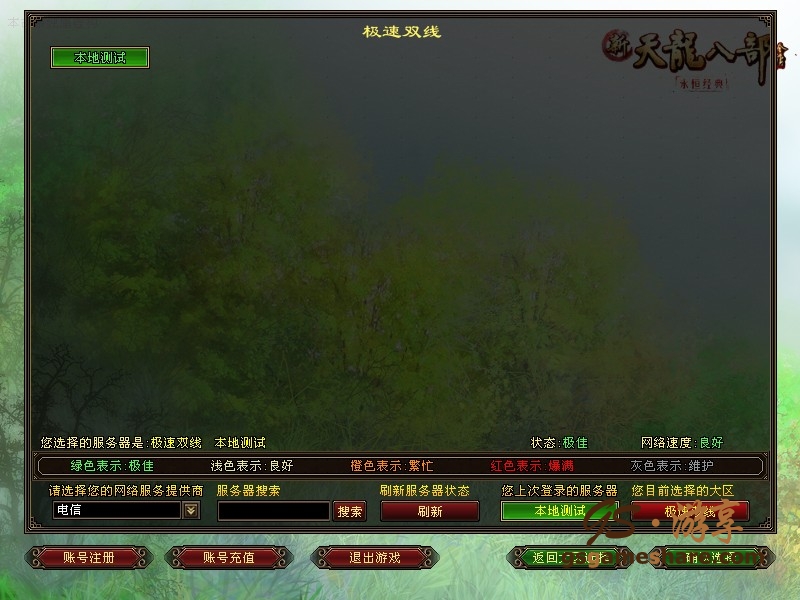 极速双线
本地测试
新天龍八部
「永恒经典」
您选择的服务器是:极速双线 本地测试 状态:极佳 网络速度:良好
绿色表示:极佳 浅色表示:良好 橙色表示:繁忙 红色表示:爆满 灰色表示:维护
请选择您的网络服务提供商 服务器搜索 刷新服务器状态 您上次登录的服务器 您目前选择的大区
电信 搜索 刷新 本地测试 极速双线
·游享
账号注册 账号充值 退出游戏 返回